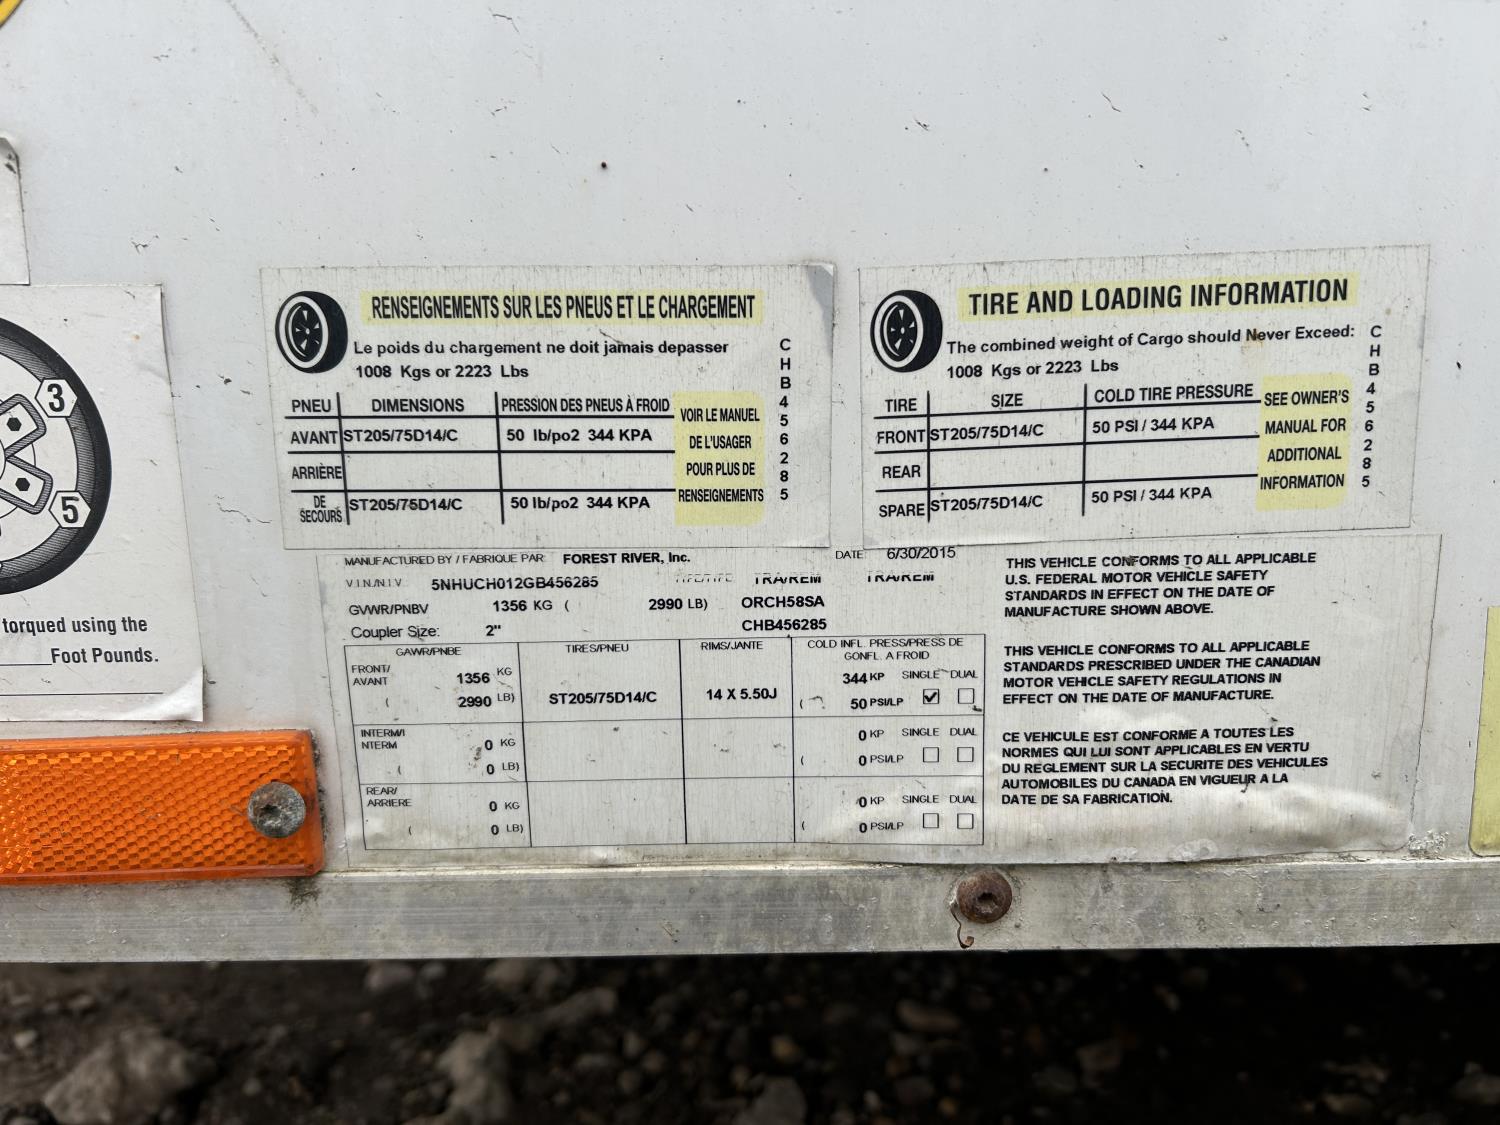 3
5
torqued using the
Foot Pounds.
RENSEIGNEMENTS SUR LES PNEUS ET LE CHARGEMENT
Le poids du chargement ne doit jamais depasser
1008 Kgs or 2223 Lbs
PNEU DIMENSIONS PRESSION DES PNEUS À FROID
AVANT ST205/75D14/C 50 lb/po2 344 KPA
ARRIÈRE
DE SECOURS ST205/75D14/C 50 lb/po2 344 KPA
VOIR LE MANUEL
DE L'USAGER
POUR PLUS DE
RENSEIGNEMENTS
CHB456285
TIRE AND LOADING INFORMATION
The combined weight of Cargo should Never Exceed:
1008 Kgs or 2223 Lbs
TIRE SIZE COLD TIRE PRESSURE
FRONT ST205/75D14/C 50 PSI / 344 KPA
REAR
SPARE ST205/75D14/C 50 PSI / 344 KPA
SEE OWNER'S
MANUAL FOR
ADDITIONAL
INFORMATION
CHB456285
MANUFACTURED BY / FABRIQUE PAR: FOREST RIVER, Inc. DATE: 6/30/2015
V.I.N./N.I.V. 5NHUCH012GB456285 TRA/REM TRA/REM
GVWR/PNBV 1356 KG ( 2990 LB) ORCH58SA
Coupler Size: 2" CHB456285
GAWR/PNBE TIRES/PNEU RIMS/JANTE COLD INFL. PRESS/PRESS DE
GONFL. A FROID
FRONT/
AVANT 1356 KG 344 KP SINGLE DUAL
( 2990 LB) ST205/75D14/C 14 X 5.50J ( 50 PSI/LP
INTERM/I
NTERM 0 KG 0 KP SINGLE DUAL
( 0 LB) ( 0 PSI/LP
REAR/
ARRIERE 0 KG 0 KP SINGLE DUAL
( 0 LB) ( 0 PSI/LP
THIS VEHICLE CONFORMS TO ALL APPLICABLE
U.S. FEDERAL MOTOR VEHICLE SAFETY
STANDARDS IN EFFECT ON THE DATE OF
MANUFACTURE SHOWN ABOVE.
THIS VEHICLE CONFORMS TO ALL APPLICABLE
STANDARDS PRESCRIBED UNDER THE CANADIAN
MOTOR VEHICLE SAFETY REGULATIONS IN
EFFECT ON THE DATE OF MANUFACTURE.
CE VEHICULE EST CONFORME A TOUTES LES
NORMES QUI LUI SONT APPLICABLES EN VERTU
DU REGLEMENT SUR LA SECURITE DES VEHICULES
AUTOMOBILES DU CANADA EN VIGUEUR A LA
DATE DE SA FABRICATION.